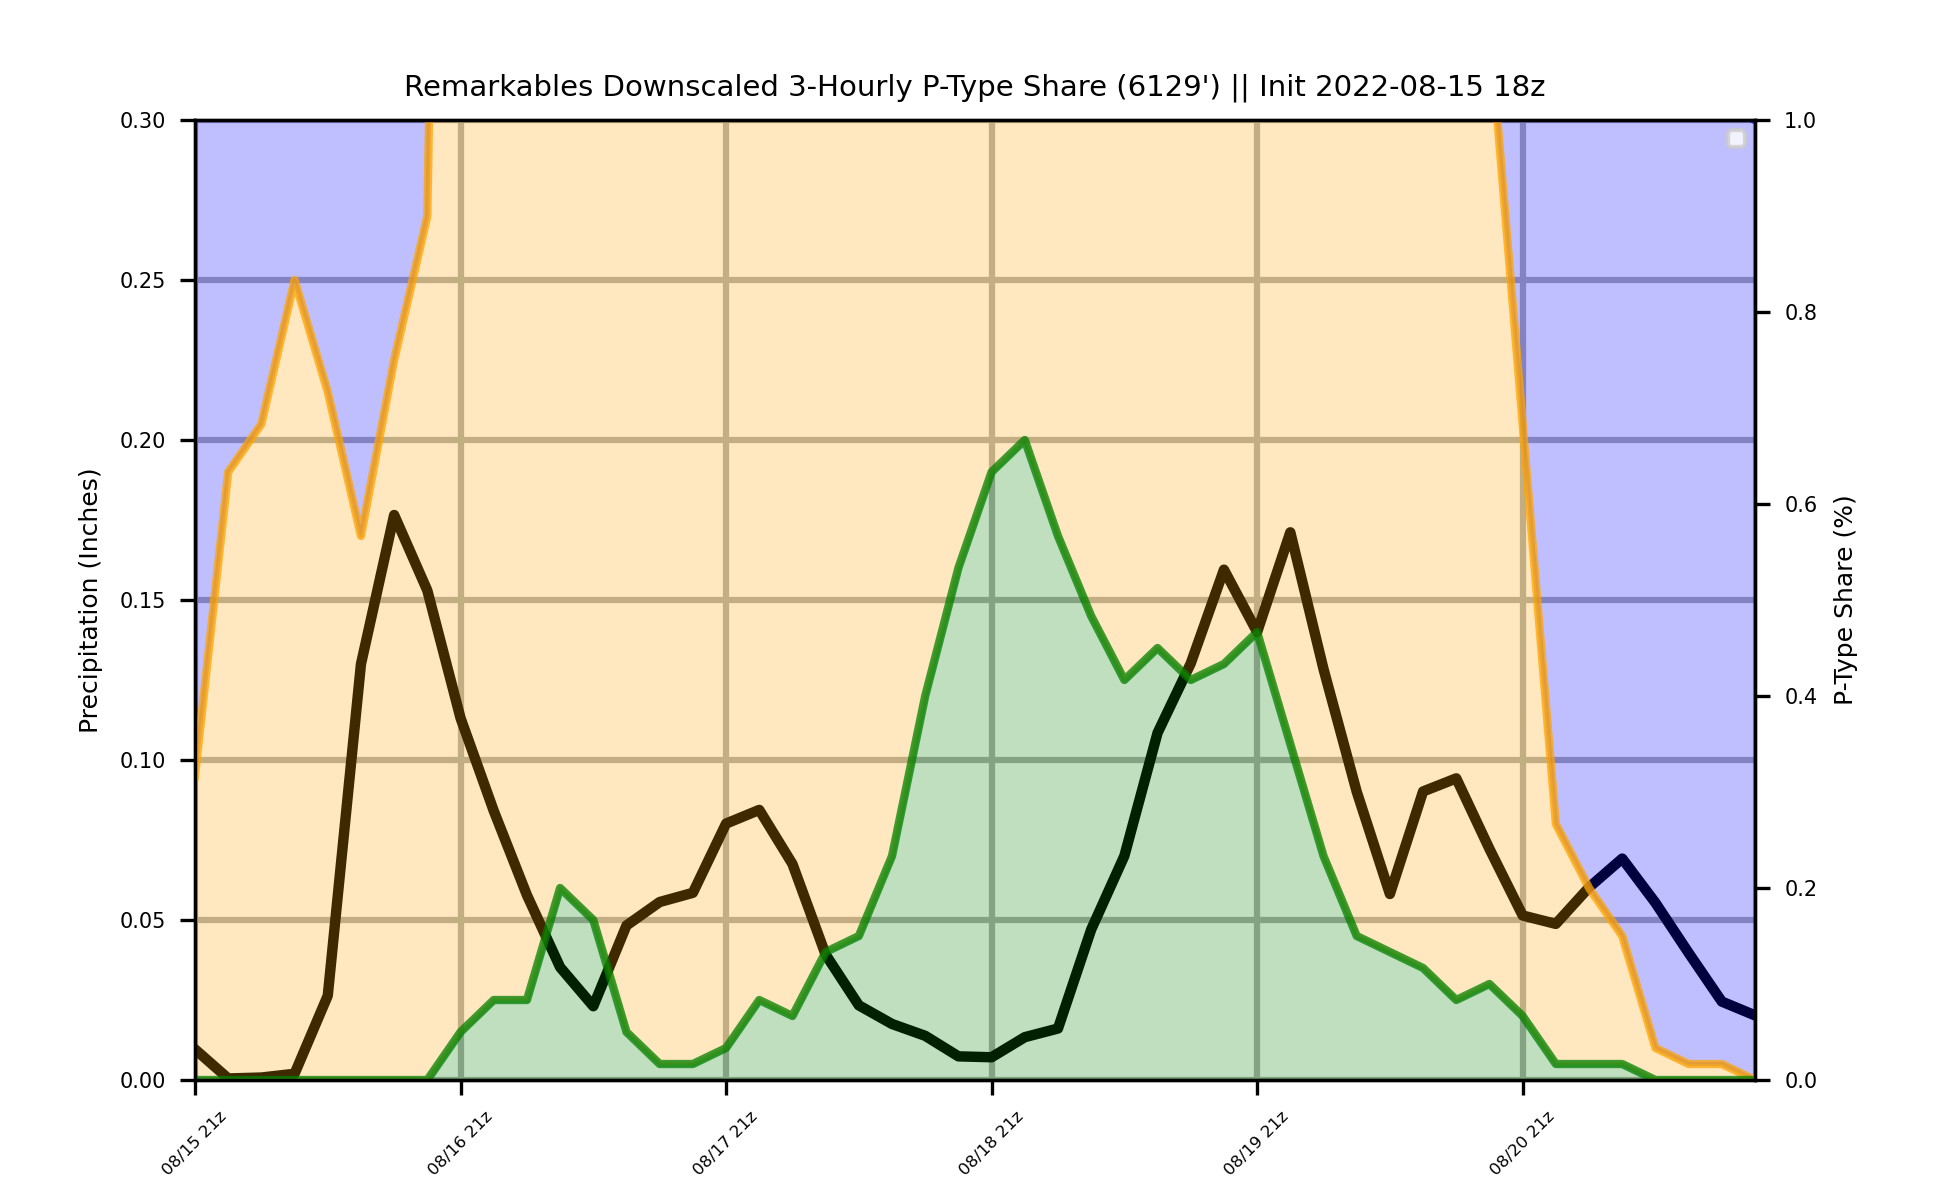 Remarkables Downscaled 3-Hourly P-Type Share (6129') || Init 2022-08-15 18z
0.30
0.25
0.20
0.15
0.10
0.05
0.00
Precipitation (Inches)
1.0
0.8
0.6
0.4
0.2
0.0
P-Type Share (%)
08/15 21z
08/16 21z
08/17 21z
08/18 21z
08/19 21z
08/20 21z